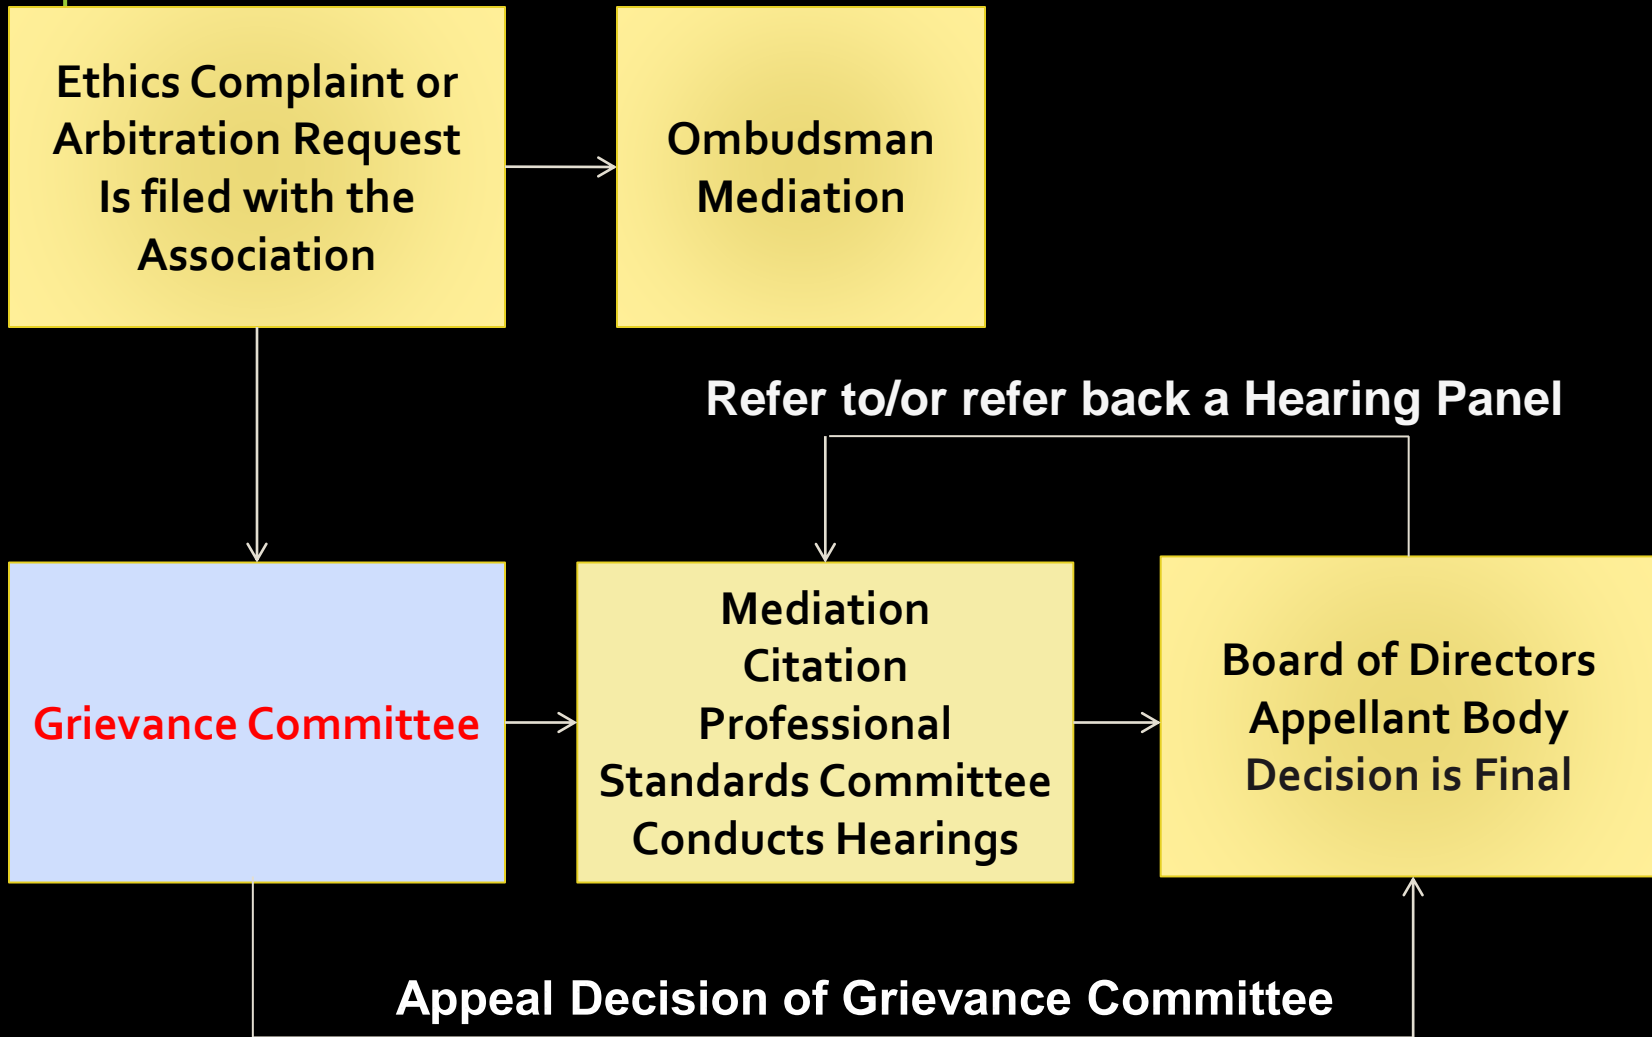 Ethics Complaint or
Arbitration Request
Is filed with the
Association
Ombudsman
Mediation
Refer to/or refer back a Hearing Panel
Grievance Committee
Mediation
Citation
Professional
Standards Committee
Conducts Hearings
Board of Directors
Appellant Body
Decision is Final
Appeal Decision of Grievance Committee